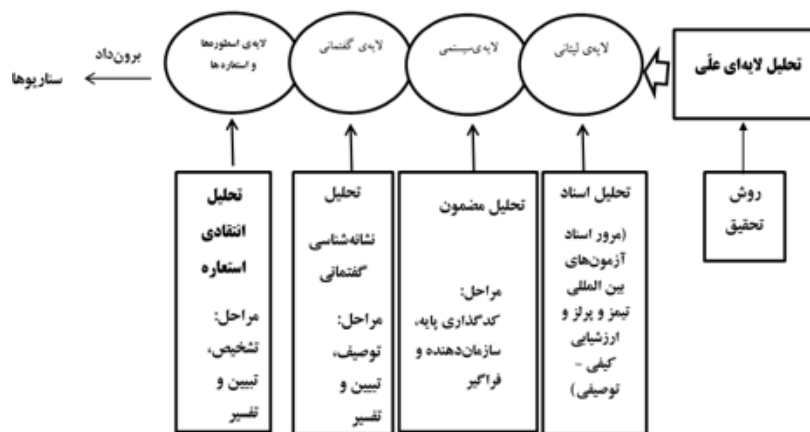 تحلیل لایه‌ای علّی
لایه‌ی لیتانی
لایه‌ی سیستمی
لایه‌ی گفتمانی
لایه‌ی اسطوره‌ها
و استعاره ها
برون‌داد
سناریوها
روش
تحقیق
تحلیل اسناد
(مرور اسناد
آزمون‌های
بین المللی
تیمز و پرلز و
ارزشیابی
کیفی –
توصیفی)
تحلیل مضمون
مراحل:
کدگذاری پایه،
سازمان‌دهنده و
فراگیر
تحلیل
نشانه‌شناسی
گفتمانی
مراحل:
توصیف،
تبیین و
تفسیر
تحلیل
انتقادی
استعاره
مراحل:
تشخیص،
تبیین و
تفسیر